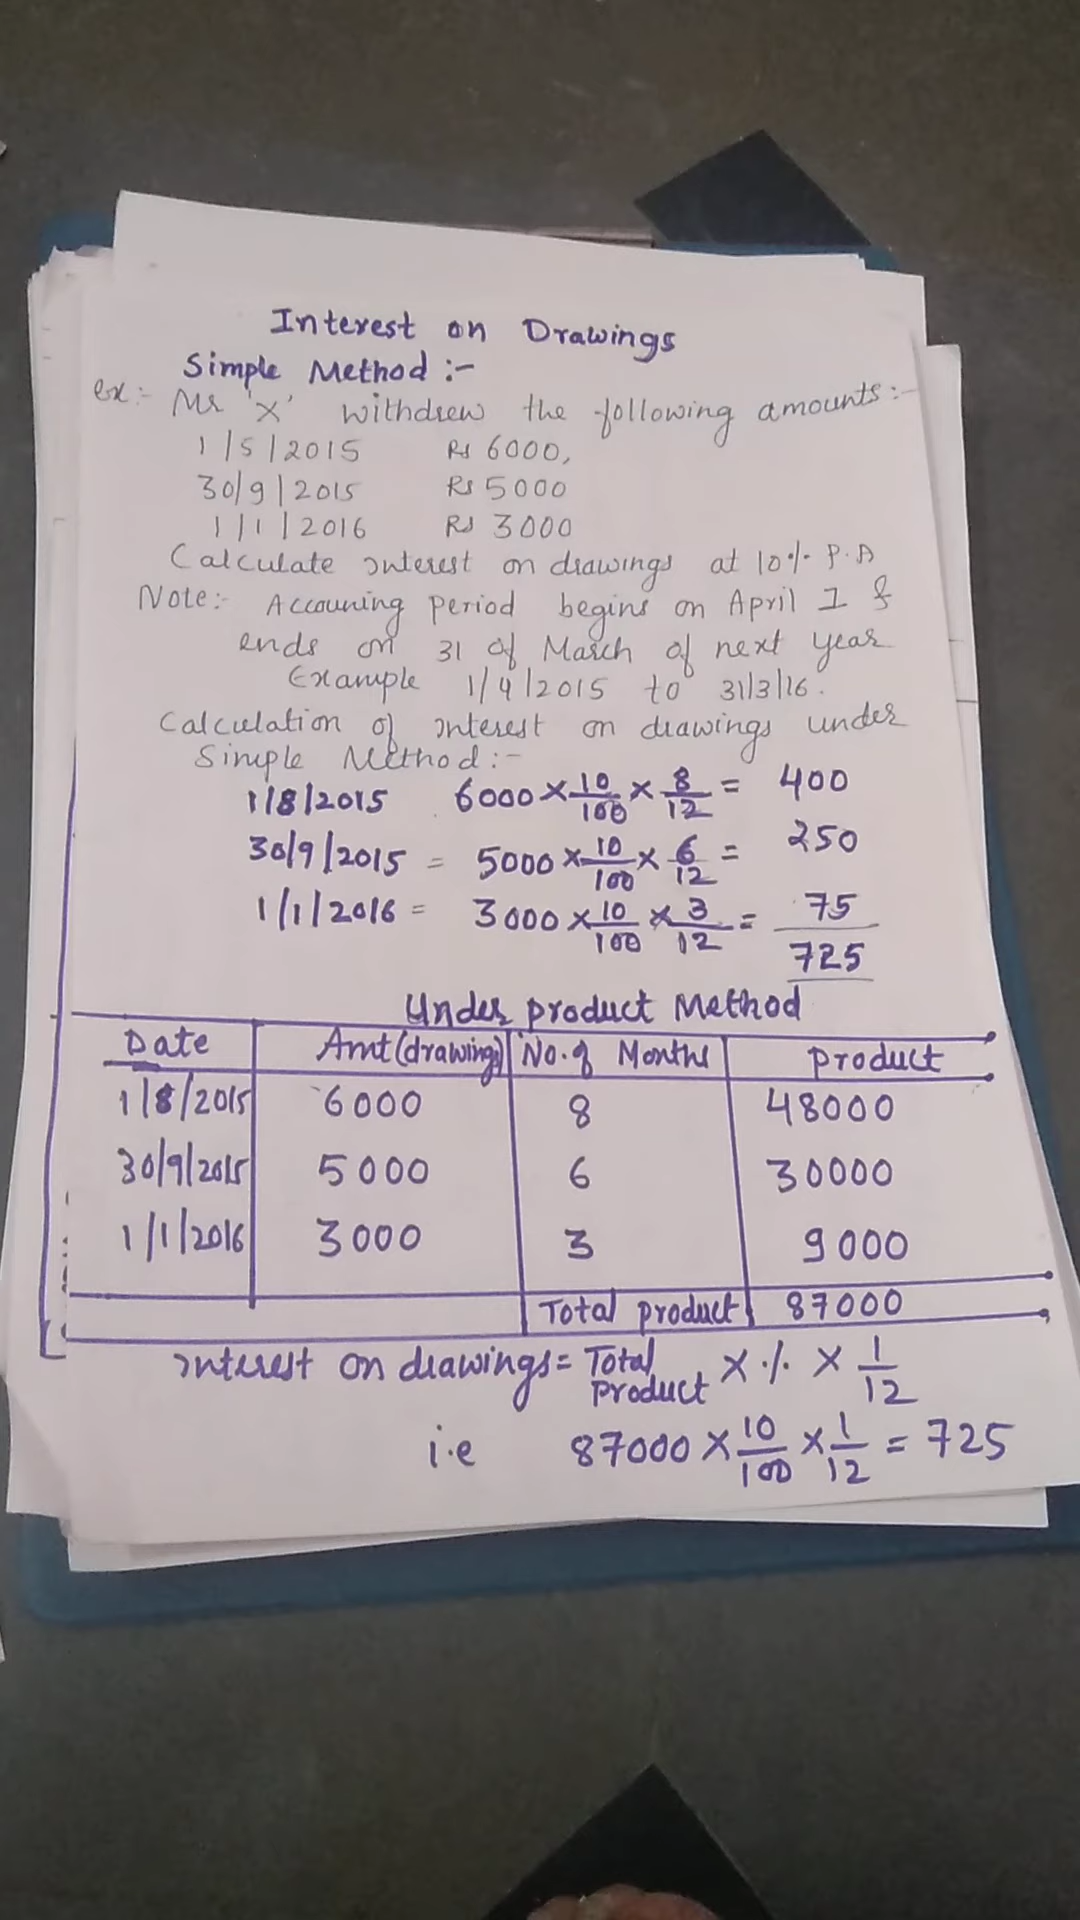 Interest on Drawings
Simple Method :-
ex:- Mr 'X' withdrew the following amounts:-
1/5/2015 Rs 6000,
30/9/2015 Rs 5000
1/1/2016 Rs 3000
Calculate interest on drawings at 10% P.A
Note:- Accouning period begins on April 1 &
ends on 31 of March of next year
Example 1/4/2015 to 31/3/16.
Calculation of interest on drawings under
Simple Method:-
1/8/2015 6000 × 10/100 × 8/12 = 400
30/9/2015 = 5000 × 10/100 × 6/12 = 250
1/1/2016 = 3000 × 10/100 × 3/12 = 75
725
Under product Method
Date Amt (drawings) No. of Months product
1/8/2015 6000 8 48000
30/9/2015 5000 6 30000
1/1/2016 3000 3 9000
Total product 87000
interest on drawings = Total Product × % × 1/12
i.e 87000 × 10/100 × 1/12 = 725